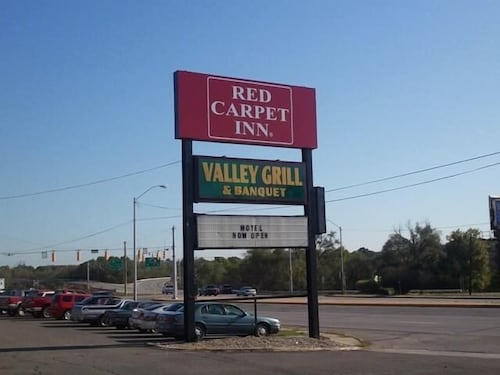 RED
CARPET
INN®
VALLEY GRILL
& BANQUET
MOTEL
NOW OPEN